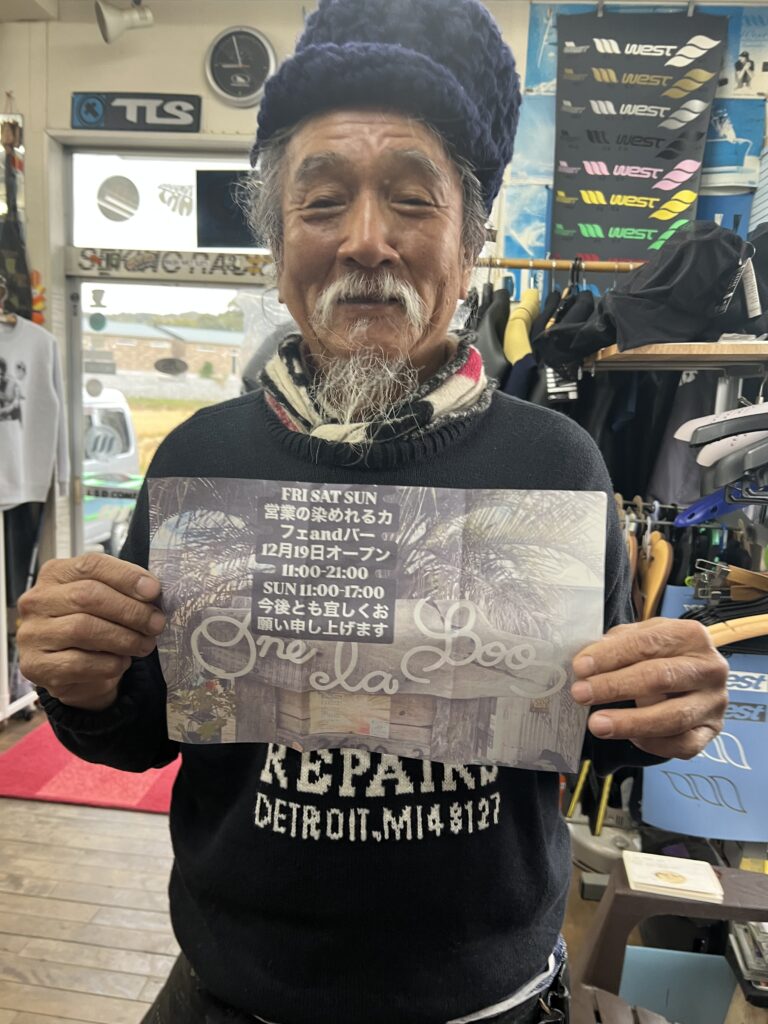 TLS
west
west
west
west
west
west
west
FRI SAT SUN
営業の染めれるカ
フェandバー
12月19日オープン
11:00-21:00
SUN 11:00-17:00
今後とも宜しくお
願い申し上げます
One la Boo
REPAIRS
DETROIT,MI48127
west